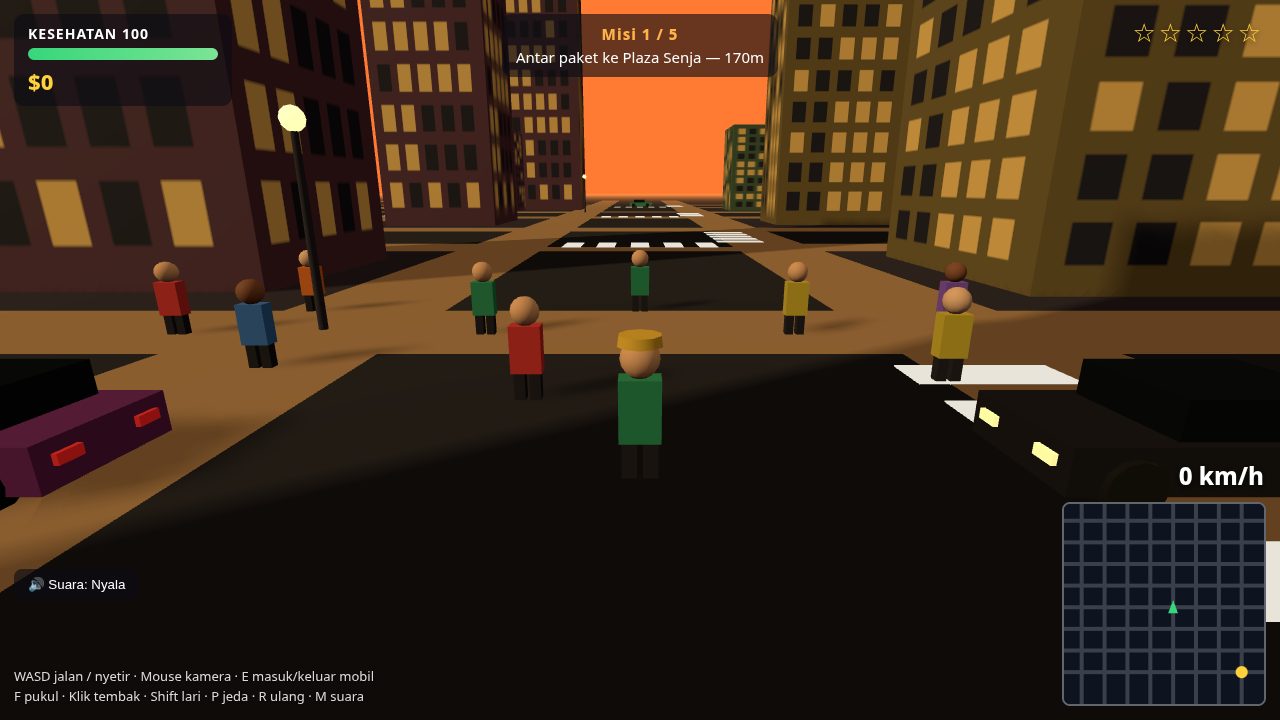 KESEHATAN 100
$0
Misi 1 / 5
Antar paket ke Plaza Senja — 170m
☆☆☆☆☆
0 km/h
🔊 Suara: Nyala
WASD jalan / nyetir · Mouse kamera · E masuk/keluar mobil
F pukul · Klik tembak · Shift lari · P jeda · R ulang · M suara